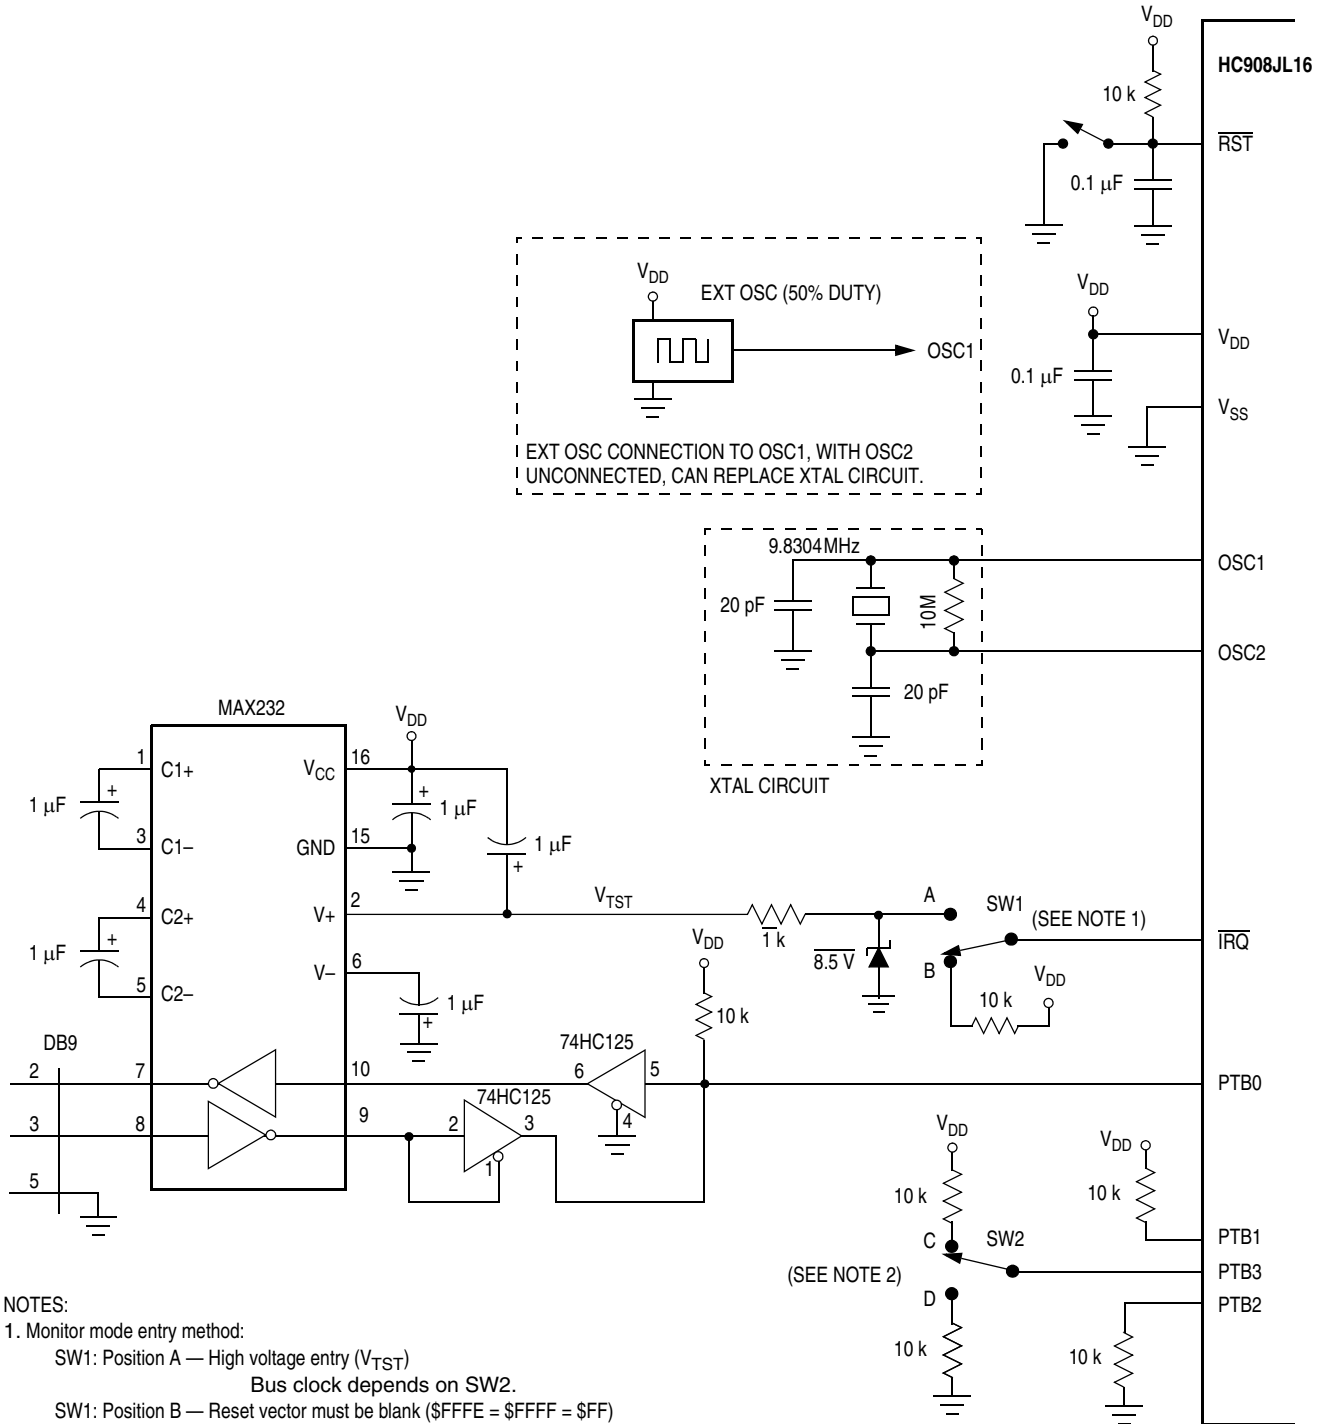 VDD
HC908JL16
10 k
RST
0.1 µF
VDD
EXT OSC (50% DUTY)
OSC1
EXT OSC CONNECTION TO OSC1, WITH OSC2
UNCONNECTED, CAN REPLACE XTAL CIRCUIT.
VDD
VDD
0.1 µF
VSS
9.8304MHz
OSC1
20 pF
10M
OSC2
20 pF
XTAL CIRCUIT
MAX232
VDD
1
C1+
VCC
16
1 µF
+
+
1 µF
3
C1–
GND
15
1 µF
+
4
C2+
V+
2
VTST
1 k
A
SW1
(SEE NOTE 1)
IRQ
1 µF
+
8.5 V
B
VDD
10 k
5
C2–
V–
6
1 µF
+
VDD
10 k
DB9
74HC125
2
7
10
6
5
PTB0
4
74HC125
3
8
9
2
3
1
5
VDD
VDD
10 k
10 k
C
SW2
PTB1
(SEE NOTE 2)
PTB3
D
PTB2
10 k
10 k
NOTES:
1. Monitor mode entry method:
SW1: Position A — High voltage entry (VTST)
Bus clock depends on SW2.
SW1: Position B — Reset vector must be blank ($FFFE = $FFFF = $FF)